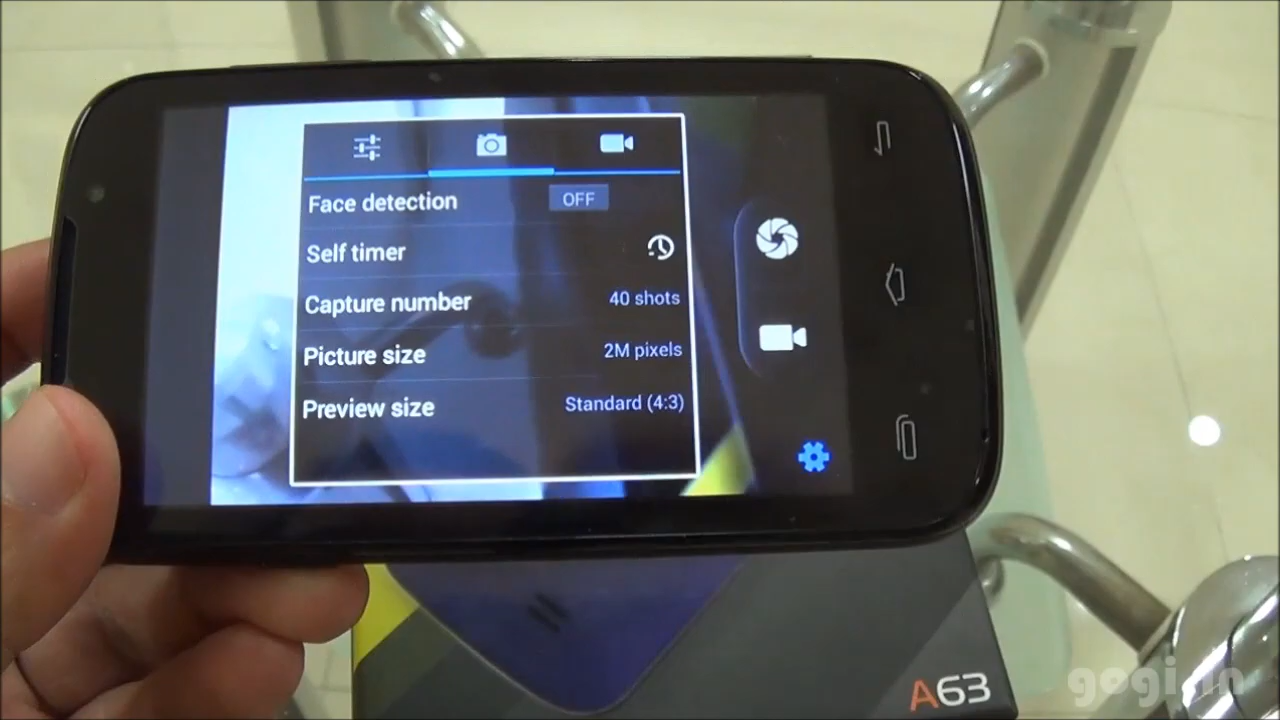 Face detection OFF
Self timer
Capture number 40 shots
Picture size 2M pixels
Preview size Standard (4:3)
A63
gogi.in